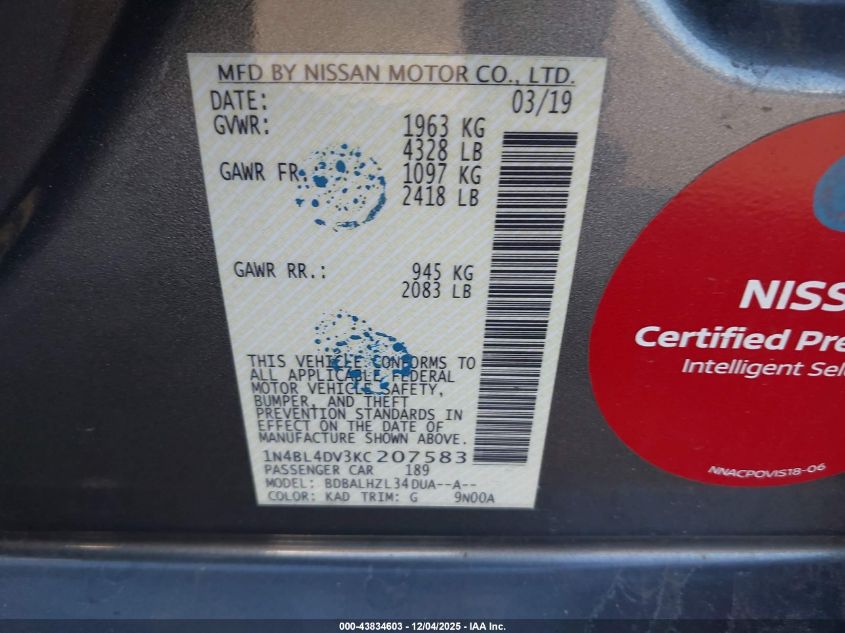 MFD BY NISSAN MOTOR CO., LTD.
DATE: 03/19
GVWR: 1963 KG
4328 LB
GAWR FR: 1097 KG
2418 LB
GAWR RR.: 945 KG
2083 LB
THIS VEHICLE CONFORMS TO
ALL APPLICABLE FEDERAL
MOTOR VEHICLE SAFETY,
BUMPER, AND THEFT
PREVENTION STANDARDS IN
EFFECT ON THE DATE OF
MANUFACTURE SHOWN ABOVE.
1N4BL4DV3KC207583
PASSENGER CAR 189
MODEL: BDBALHZL34DUA--A--
COLOR: KAD TRIM: G 9N00A
NISS
Certified Pre
Intelligent Sel
NNACPOVIS18-06
000-43834603 - 12/04/2025 - IAA Inc.